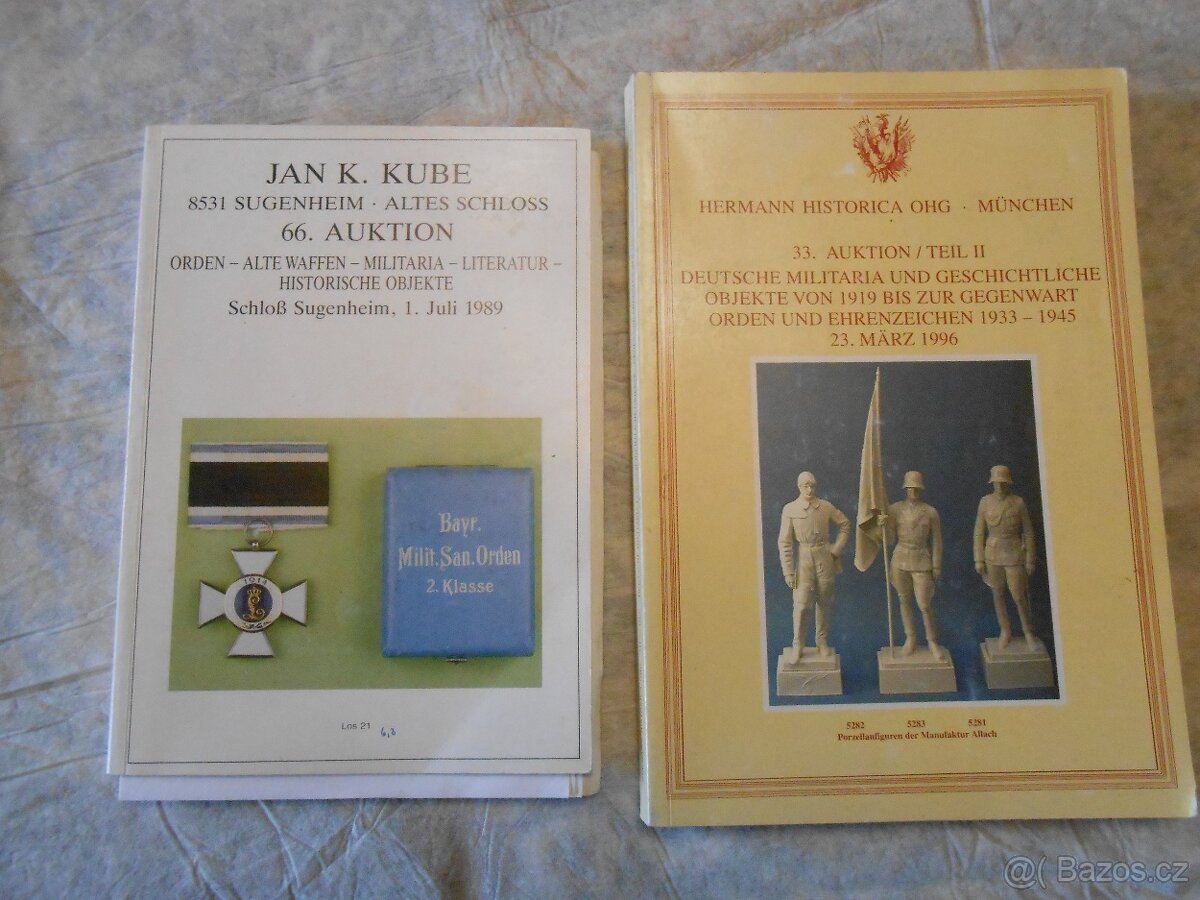 JAN K. KUBE
8531 SUGENHEIM · ALTES SCHLOSS
66. AUKTION
ORDEN – ALTE WAFFEN – MILITARIA – LITERATUR –
HISTORISCHE OBJEKTE
Schloß Sugenheim, 1. Juli 1989
1914
L
Bayr.
Milit. San. Orden
2. Klasse
Los 21
6,3
HERMANN HISTORICA OHG · MÜNCHEN
33. AUKTION / TEIL II
DEUTSCHE MILITARIA UND GESCHICHTLICHE
OBJEKTE VON 1919 BIS ZUR GEGENWART
ORDEN UND EHRENZEICHEN 1933 – 1945
23. MÄRZ 1996
5282 5283 5281
Porzellanfiguren der Manufaktur Allach
@( Bazos.cz